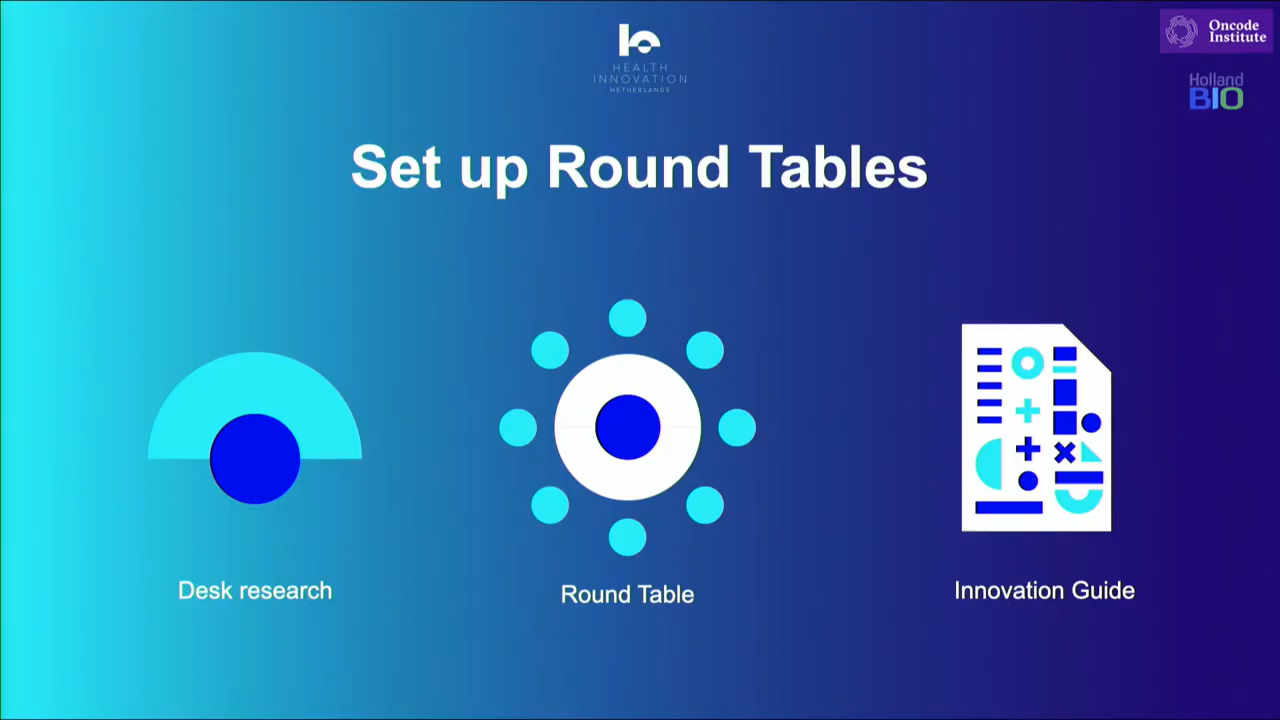 HEALTH
INNOVATION
NETHERLANDS
Oncode
Institute
Holland
BIO
Set up Round Tables
Desk research
Round Table
Innovation Guide